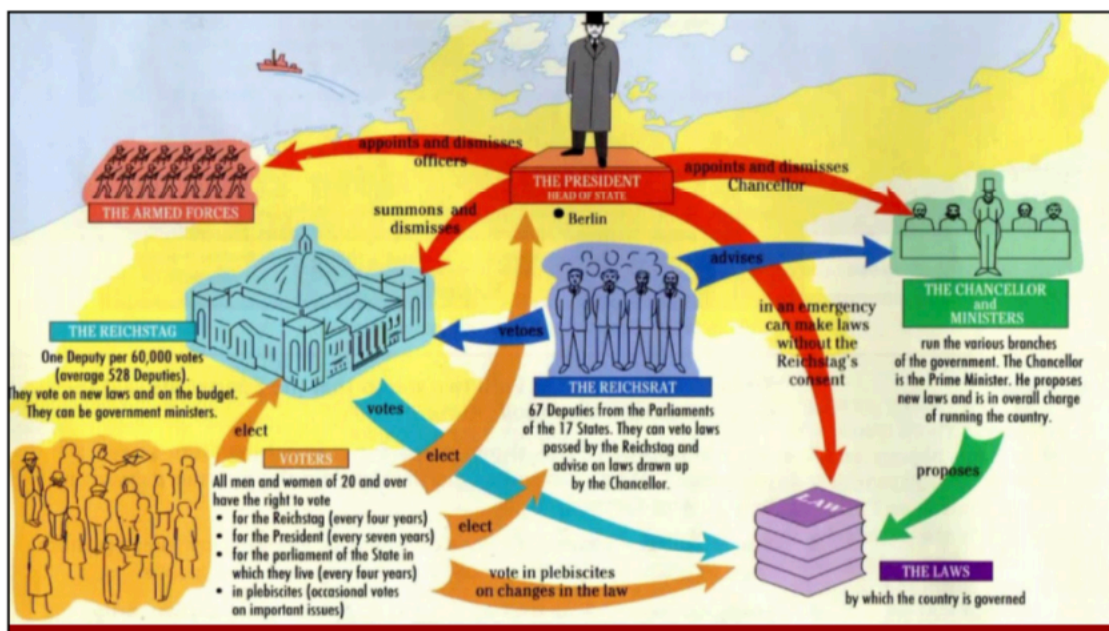 appoints and dismisses
officers
THE PRESIDENT
HEAD OF STATE
appoints and dismisses
Chancellor
THE ARMED FORCES
summons and
dismisses
Berlin
advises
THE CHANCELLOR
and
MINISTERS
run the various branches
of the government. The Chancellor
is the Prime Minister. He proposes
new laws and is in overall charge
of running the country.
in an emergency
can make laws
without the
Reichstag's
consent
THE REICHSTAG
One Deputy per 60,000 votes
(average 528 Deputies).
They vote on new laws and on the budget.
They can be government ministers.
vetoes
THE REICHSRAT
67 Deputies from the Parliaments
of the 17 States. They can veto laws
passed by the Reichstag and
advise on laws drawn up
by the Chancellor.
votes
elect
VOTERS
All men and women of 20 and over
have the right to vote
• for the Reichstag (every four years)
• for the President (every seven years)
• for the parliament of the State in
which they live (every four years)
• in plebiscites (occasional votes
on important issues)
elect
elect
vote in plebiscites
on changes in the law
proposes
LAW
THE LAWS
by which the country is governed